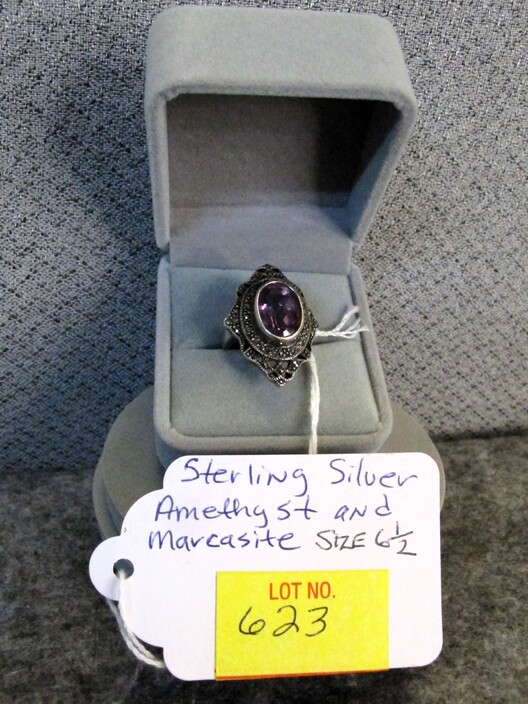 Sterling Silver
Amethyst and
Marcasite SIZE 6 1/2
LOT NO.
623